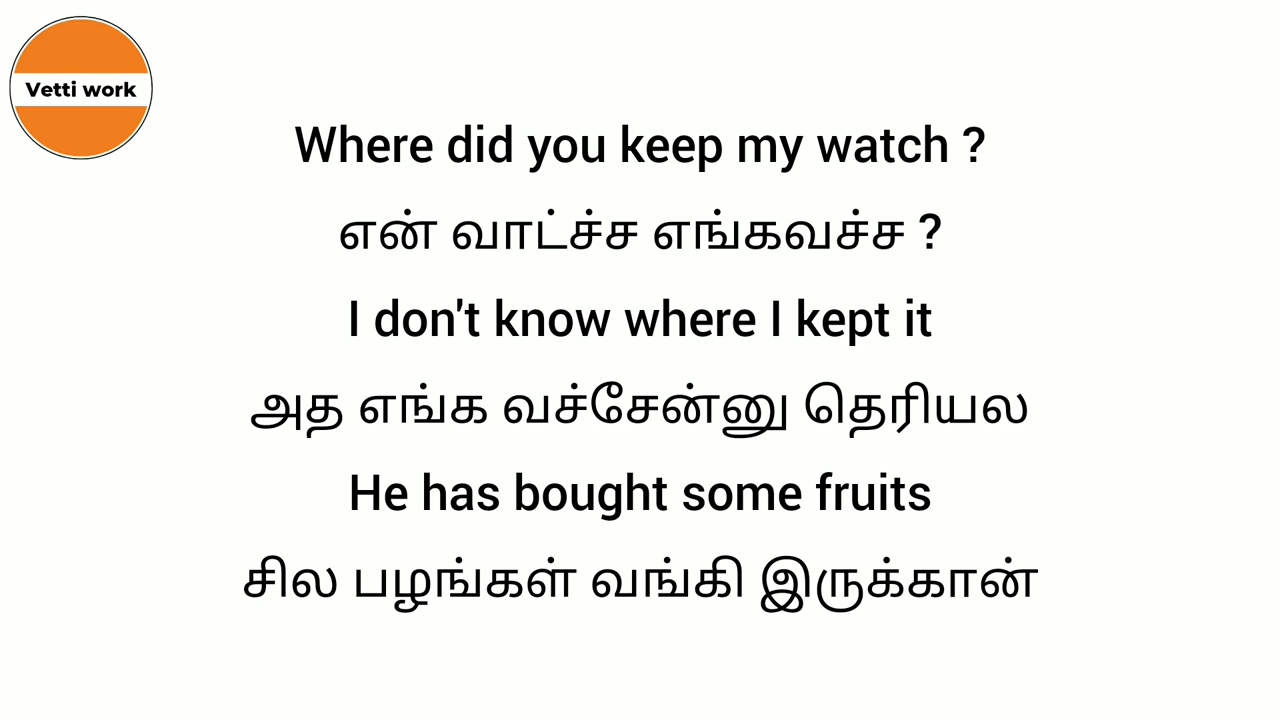 Vetti work
Where did you keep my watch ?
என் வாட்ச்ச எங்கவச்ச ?
I don't know where I kept it
அத எங்க வச்சேன்னு தெரியல
He has bought some fruits
சில பழங்கள் வங்கி இருக்கான்